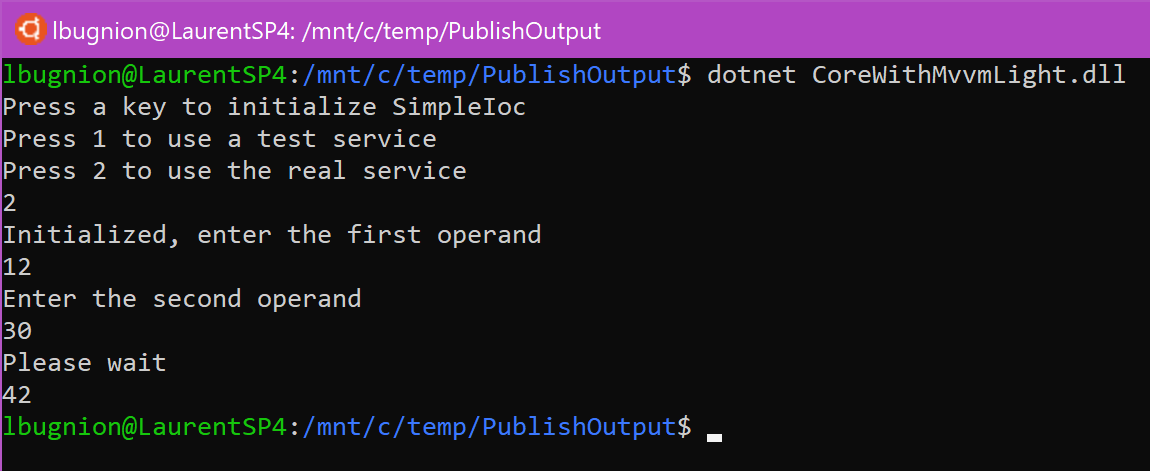 lbugnion@LaurentSP4: /mnt/c/temp/PublishOutput
lbugnion@LaurentSP4:/mnt/c/temp/PublishOutput$ dotnet CoreWithMvvmLight.dll
Press a key to initialize SimpleIoc
Press 1 to use a test service
Press 2 to use the real service
2
Initialized, enter the first operand
12
Enter the second operand
30
Please wait
42
lbugnion@LaurentSP4:/mnt/c/temp/PublishOutput$